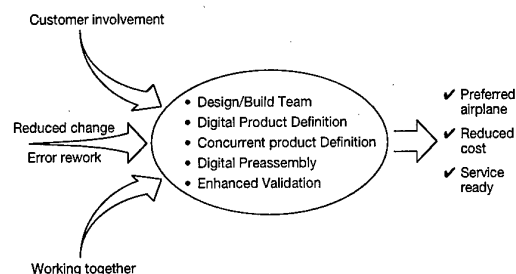 Customer involvement
Reduced change
Error rework
Working together
• Design/Build Team
• Digital Product Definition
• Concurrent product Definition
• Digital Preassembly
• Enhanced Validation
✔ Preferred
airplane
✔ Reduced
cost
✔ Service
ready